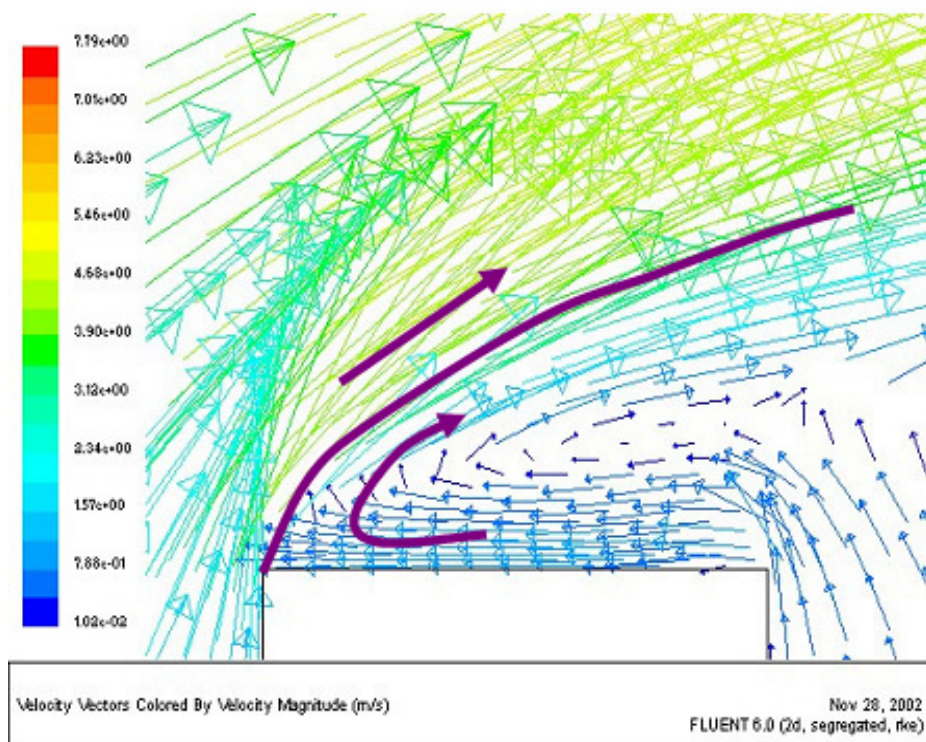 7.79e+00
7.01e+00
6.23e+00
5.46e+00
4.68e+00
3.90e+00
3.12e+00
2.34e+00
1.57e+00
7.88e-01
1.02e-02
Velocity Vectors Colored By Velocity Magnitude (m/s)
Nov 28, 2002
FLUENT 6.0 (2d, segregated, rke)